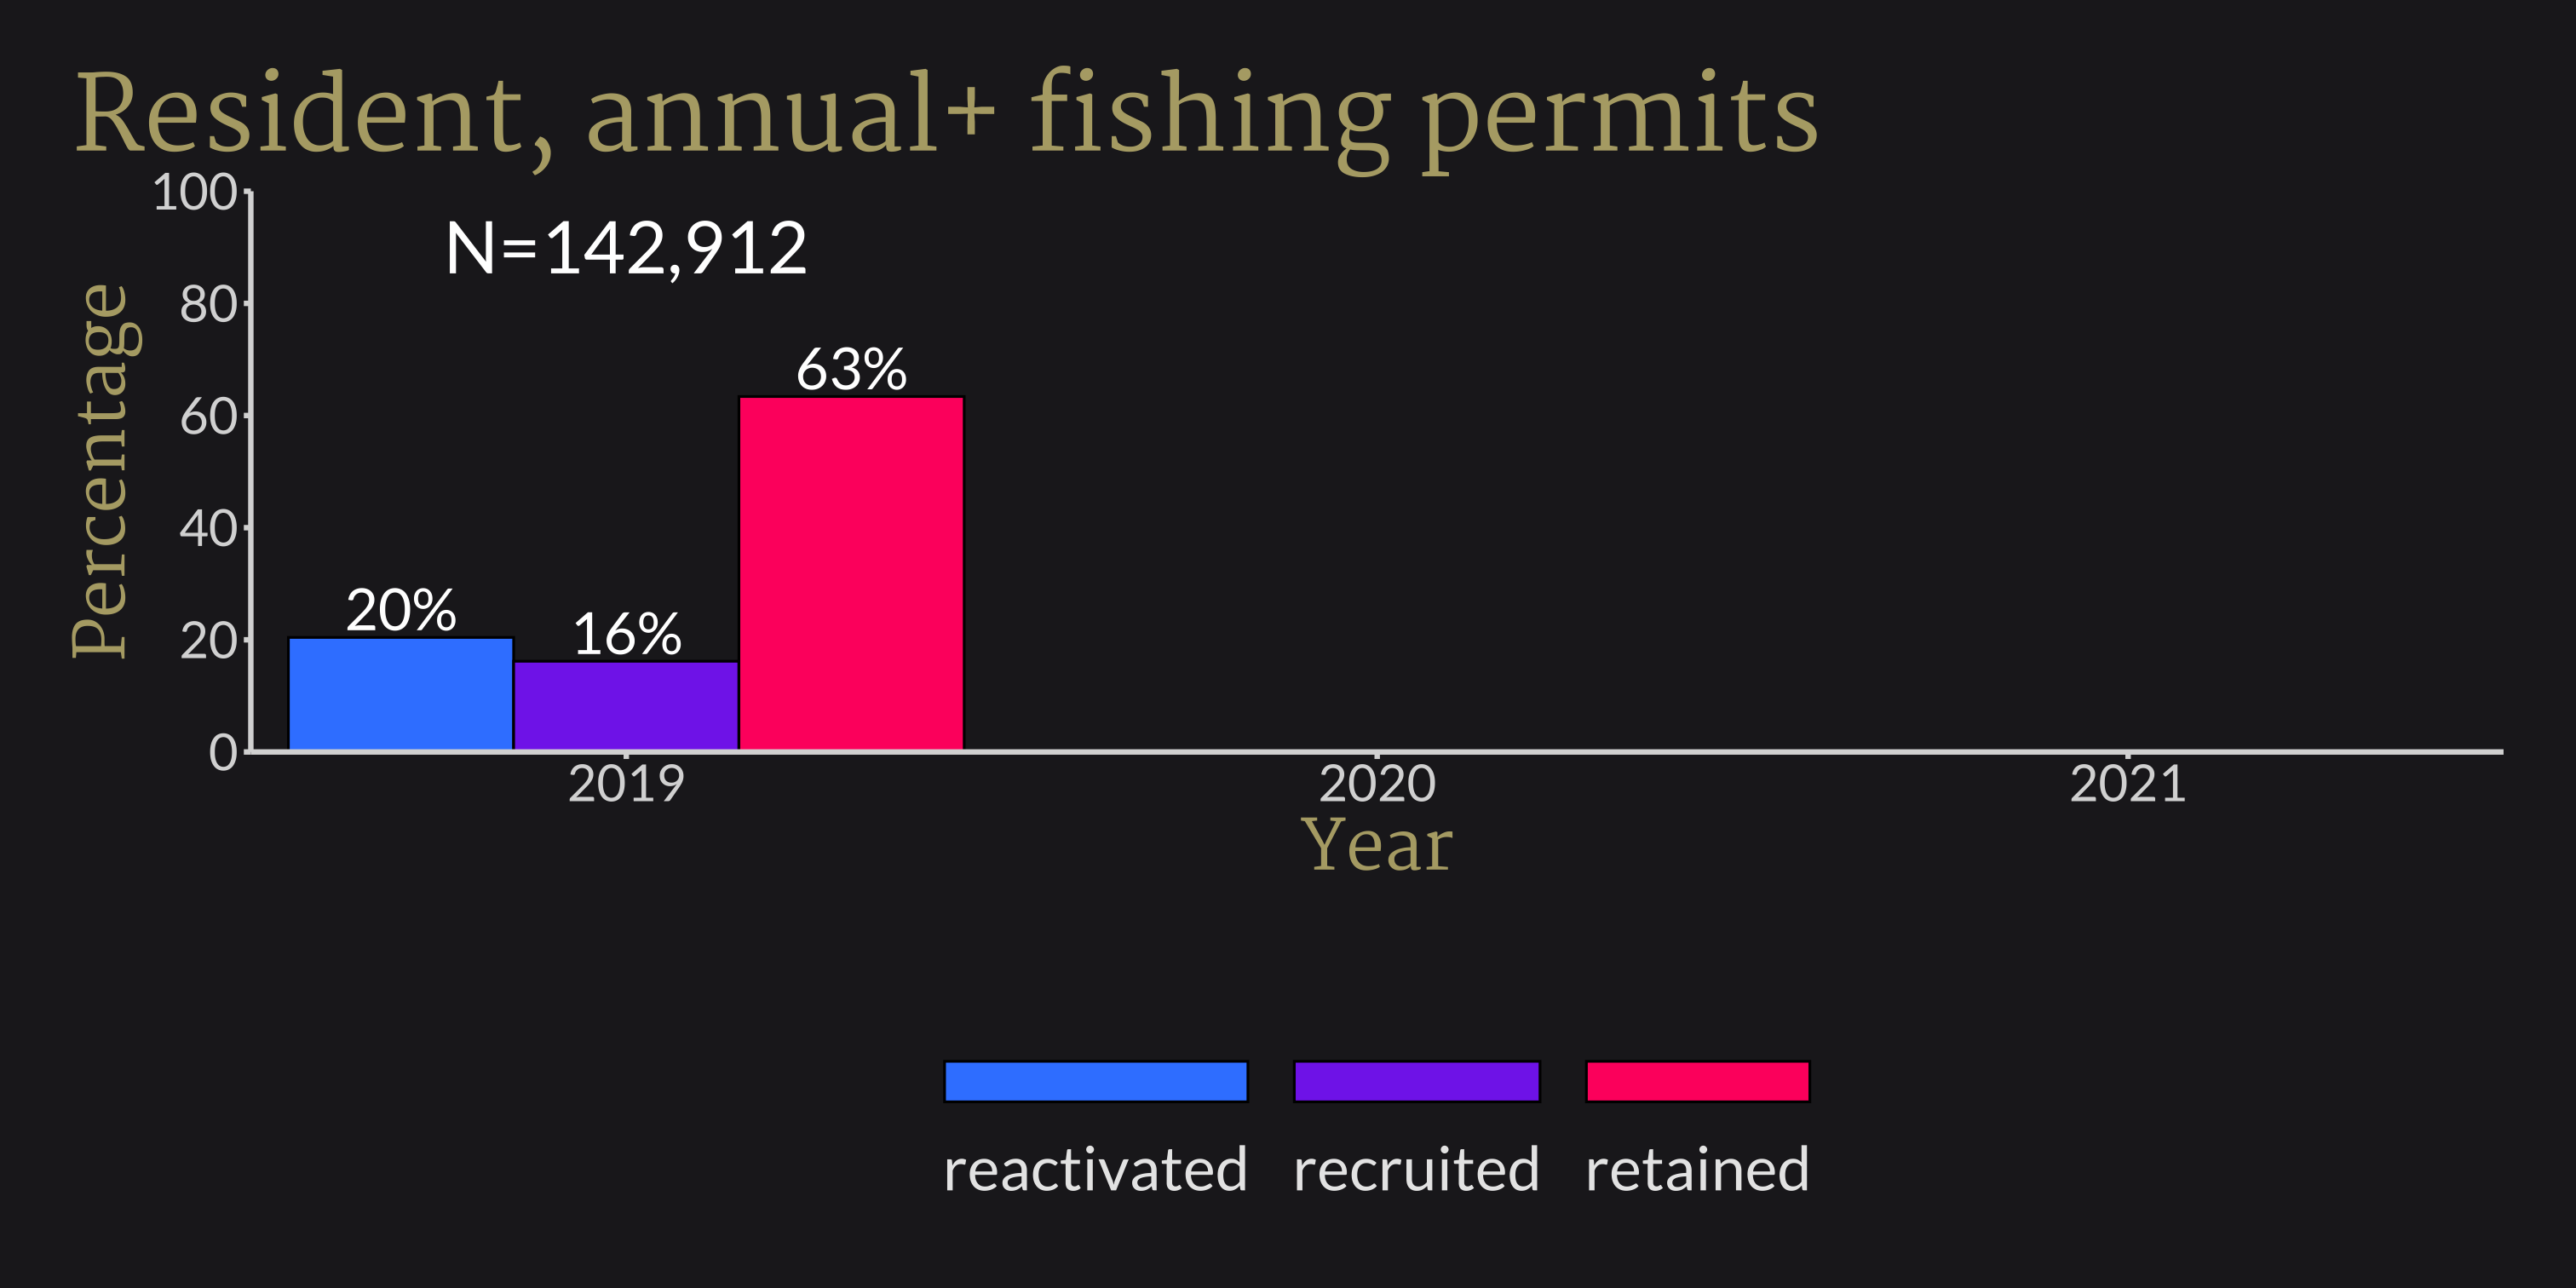 Resident, annual+ fishing permits
100
N=142,912
80
63%
60
Percentage
40
20%
16%
20
0
2019 2020 2021
Year
reactivated recruited retained